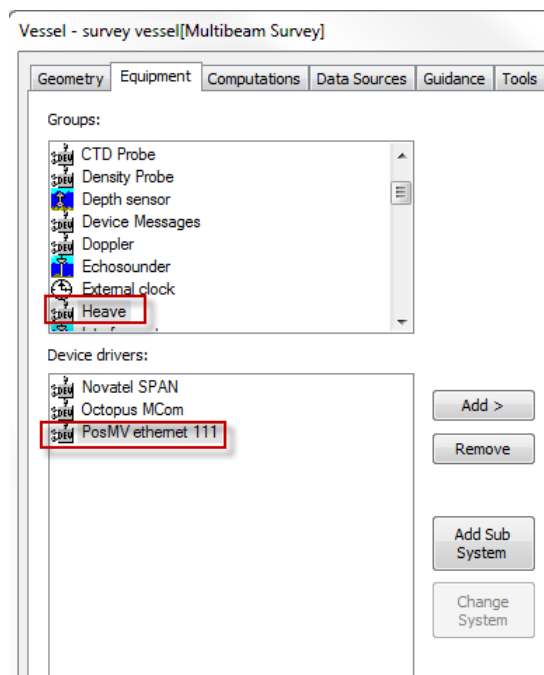 Vessel - survey vessel[Multibeam Survey]
Geometry Equipment Computations Data Sources Guidance Tools
Groups:
CTD Probe
Density Probe
Depth sensor
Device Messages
Doppler
Echosounder
External clock
Heave
Device drivers:
Novatel SPAN
Octopus MCom
PosMV ethernet 111
Add >
Remove
Add Sub
System
Change
System